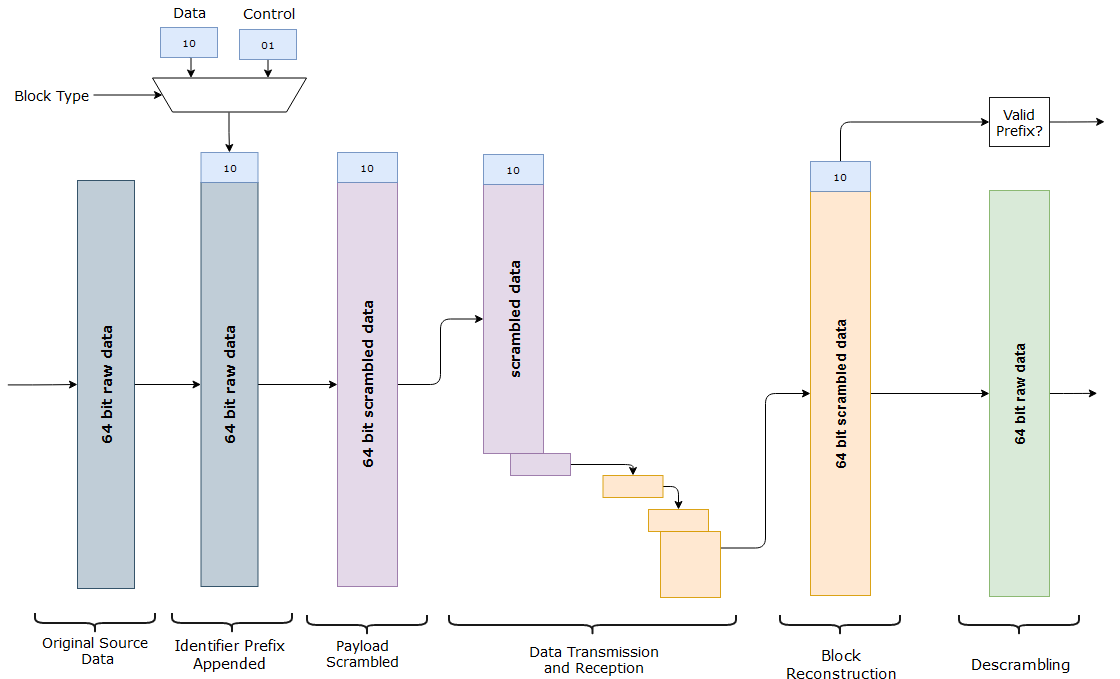 Data
Control
10
01
Block Type
Valid
Prefix?
10
10
10
10
64 bit raw data
64 bit raw data
64 bit scrambled data
scrambled data
64 bit scrambled data
64 bit raw data
Original Source
Data
Identifier Prefix
Appended
Payload
Scrambled
Data Transmission
and Reception
Block
Reconstruction
Descrambling